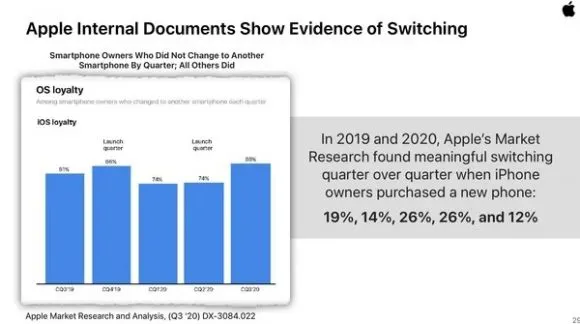 Apple Internal Documents Show Evidence of Switching
Smartphone Owners Who Did Not Change to Another
Smartphone By Quarter; All Others Did
OS loyalty
Among smartphone owners who changed to another smartphone each quarter
iOS loyalty
Launch
quarter
Launch
quarter
81%
74%
74%
CQ3'19
CQ4'19
CQ1'20
CQ2'20
CQ3'20
In 2019 and 2020, Apple's Market
Research found meaningful switching
quarter over quarter when iPhone
owners purchased a new phone:
19%, 14%, 26%, 26%, and 12%
Apple Market Research and Analysis, (Q3 '20) DX-3084.022